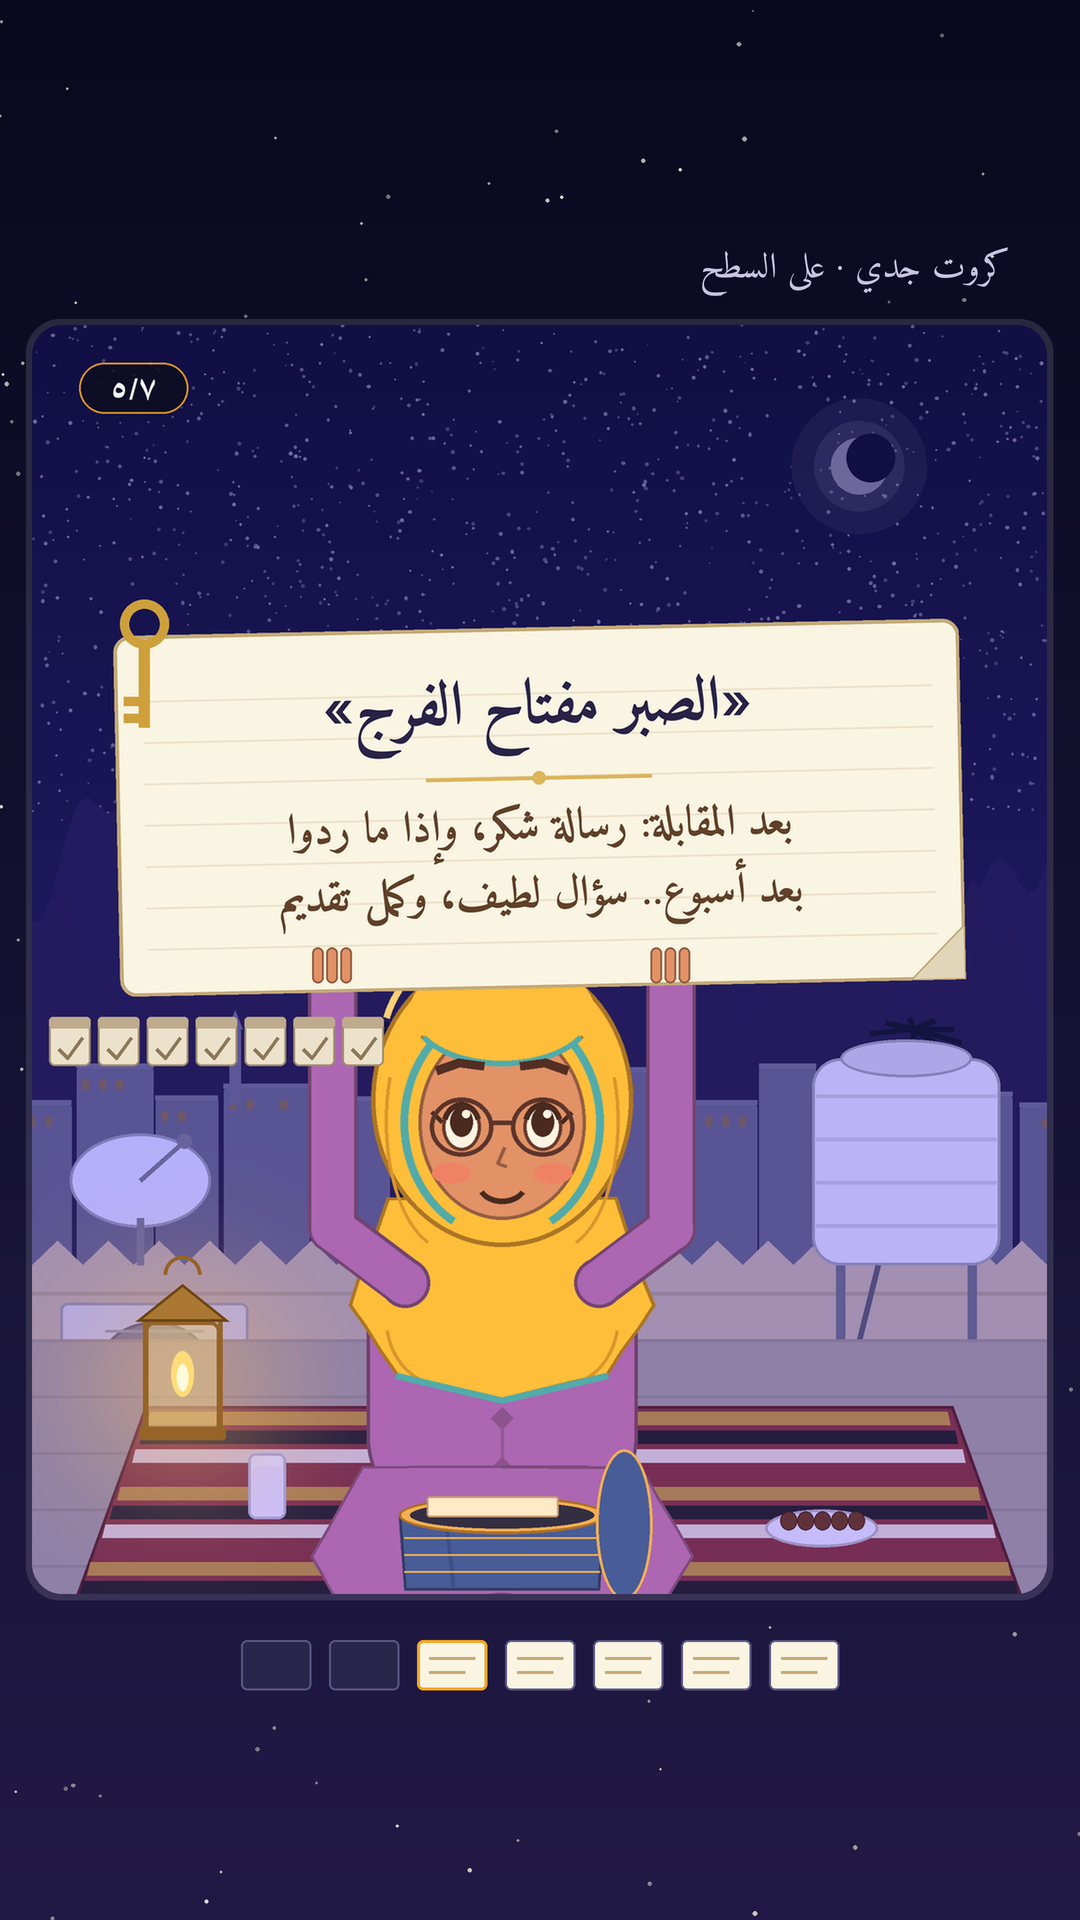 كروت جدي · على السطح
٥/٧
«الصبر مفتاح الفرج»
بعد المقابلة: رسالة شكر، وإذا ما ردوا
بعد أسبوع.. سؤال لطيف، وكمل تقديم